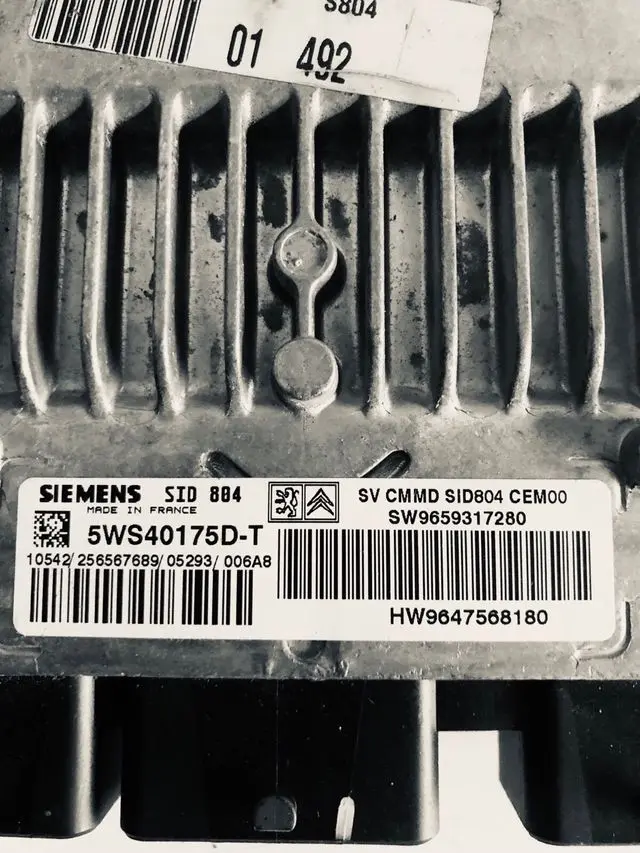 S804
01 492
SIEMENS SID 804
MADE IN FRANCE
5WS40175D-T
10542/256567689/05293/006A8
SV CMMD SID804 CEM00
SW9659317280
HW9647568180